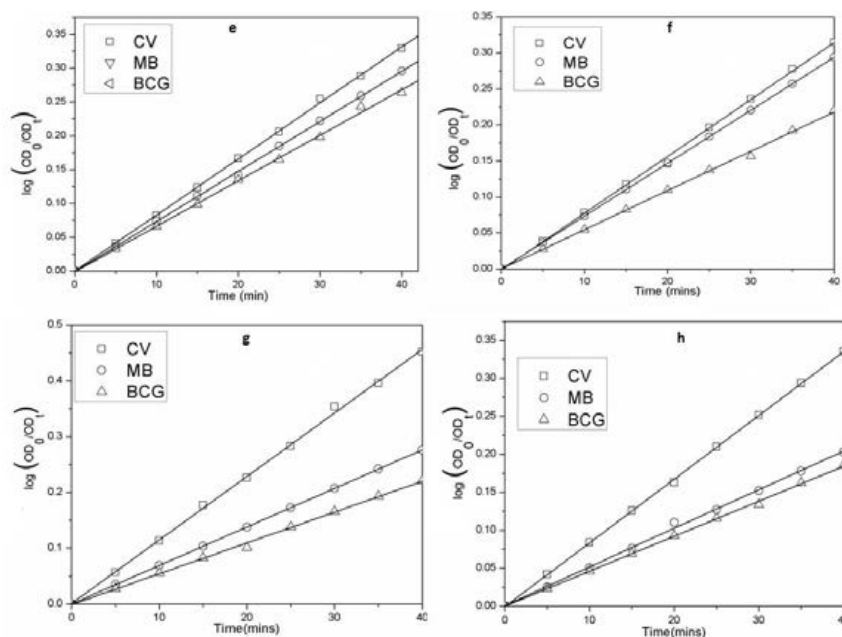 e
CV
MB
BCG
log (OD0/ODt)
0.35
0.30
0.25
0.20
0.15
0.10
0.05
0.00
0 10 20 30 40
Time (min)
f
CV
MB
BCG
log (OD0/ODt)
0.35
0.30
0.25
0.20
0.15
0.10
0.05
0.00
0 10 20 30 40
Time (mins)
g
CV
MB
BCG
log (OD0/ODt)
0.5
0.4
0.3
0.2
0.1
0.0
0 10 20 30 40
Time(mins)
h
CV
MB
BCG
log (OD0/ODt)
0.35
0.30
0.25
0.20
0.15
0.10
0.05
0.00
0 10 20 30 40
Time(mins)